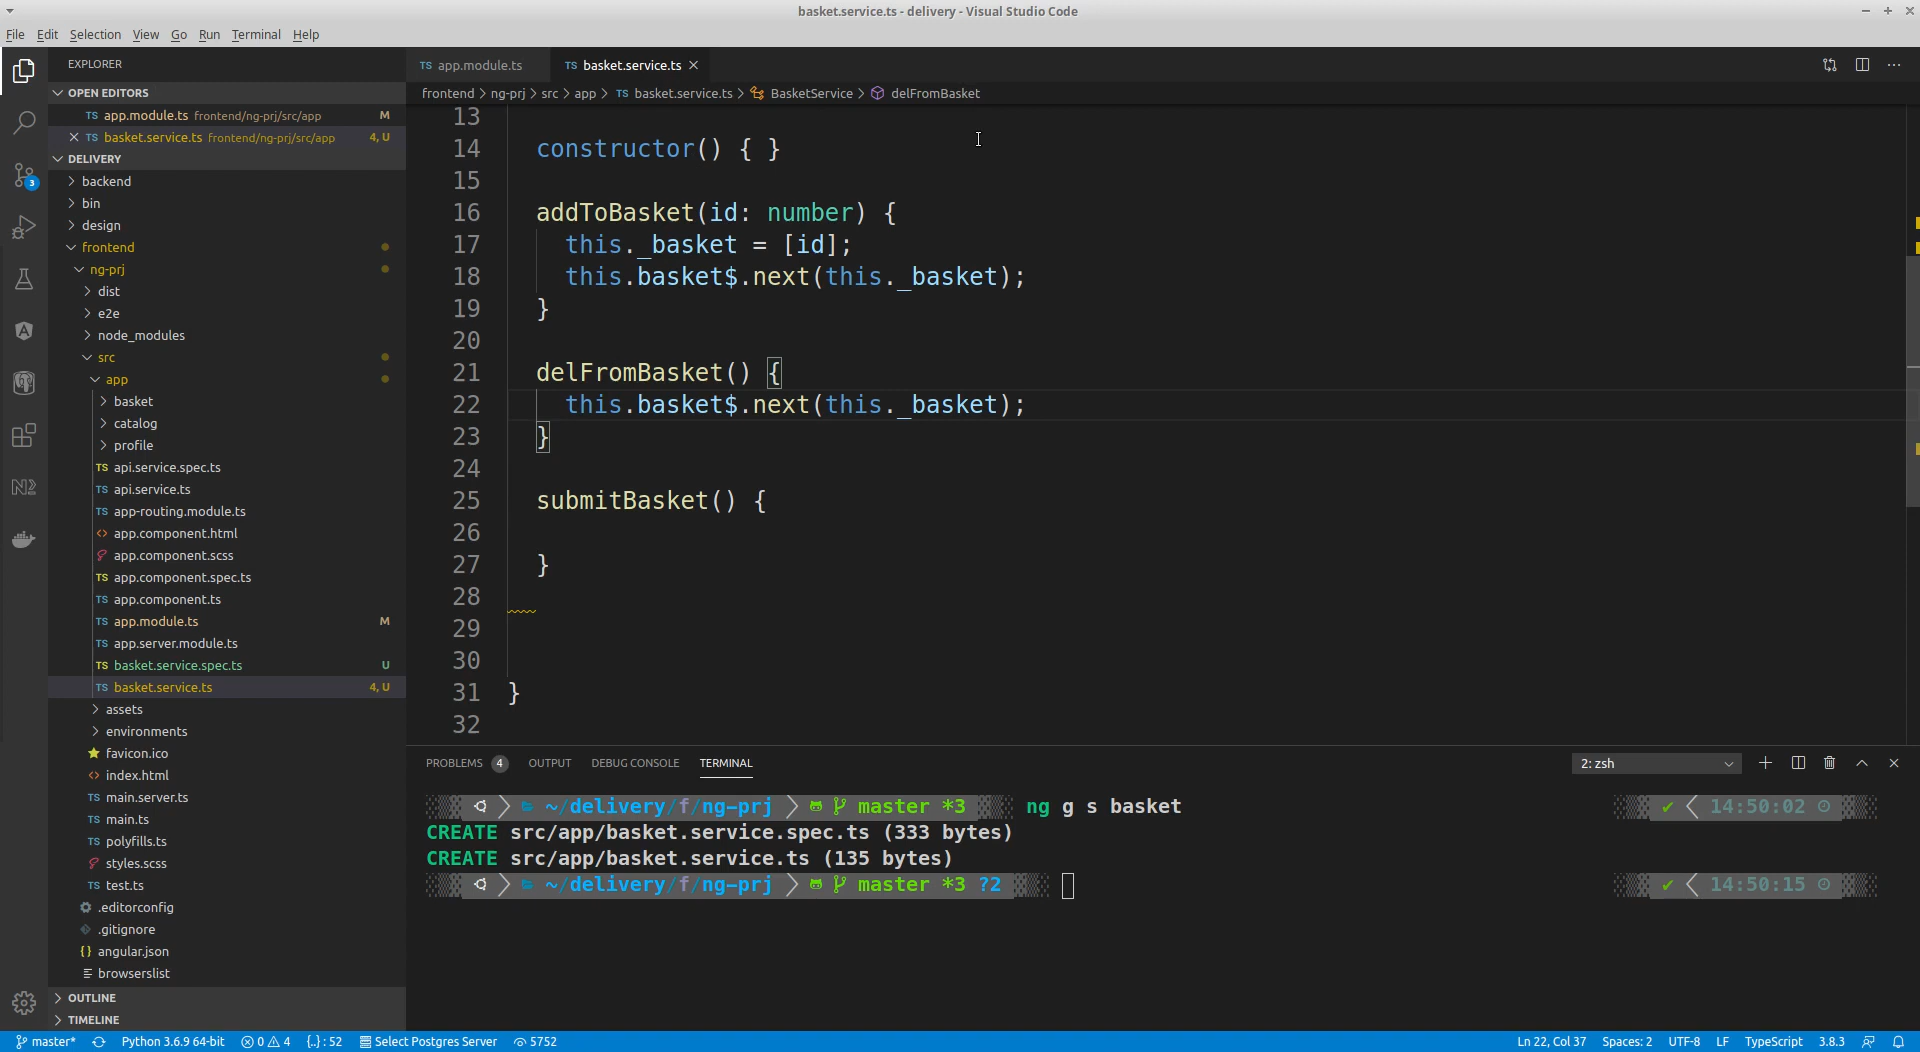 basket.service.ts - delivery - Visual Studio Code
File Edit Selection View Go Run Terminal Help
EXPLORER
OPEN EDITORS
TS app.module.ts frontend/ng-prj/src/app M
TS basket.service.ts frontend/ng-prj/src/app 4, U
DELIVERY
backend
bin
design
frontend
ng-prj
dist
e2e
node_modules
src
app
basket
catalog
profile
TS api.service.spec.ts
TS api.service.ts
TS app-routing.module.ts
<> app.component.html
app.component.scss
TS app.component.spec.ts
TS app.component.ts
TS app.module.ts M
TS app.server.module.ts
TS basket.service.spec.ts U
TS basket.service.ts 4, U
assets
environments
favicon.ico
<> index.html
TS main.server.ts
TS main.ts
TS polyfills.ts
styles.scss
TS test.ts
.editorconfig
.gitignore
{} angular.json
browserslist
OUTLINE
TIMELINE
3
TS app.module.ts TS basket.service.ts
frontend > ng-prj > src > app > TS basket.service.ts > BasketService > delFromBasket
13
14 constructor() { }
15
16 addToBasket(id: number) {
17 this._basket = [id];
18 this.basket$.next(this._basket);
19 }
20
21 delFromBasket() {
22 this.basket$.next(this._basket);
23 }
24
25 submitBasket() {
26
27 }
28
29
30
31 }
32
PROBLEMS 4 OUTPUT DEBUG CONSOLE TERMINAL 2: zsh
~/delivery/f/ng-prj master *3 ng g s basket ✔ 14:50:02
CREATE src/app/basket.service.spec.ts (333 bytes)
CREATE src/app/basket.service.ts (135 bytes)
~/delivery/f/ng-prj master *3 ?2 ✔ 14:50:15
master* Python 3.6.9 64-bit 0 4 {..} : 52 Select Postgres Server 5752 Ln 22, Col 37 Spaces: 2 UTF-8 LF TypeScript 3.8.3